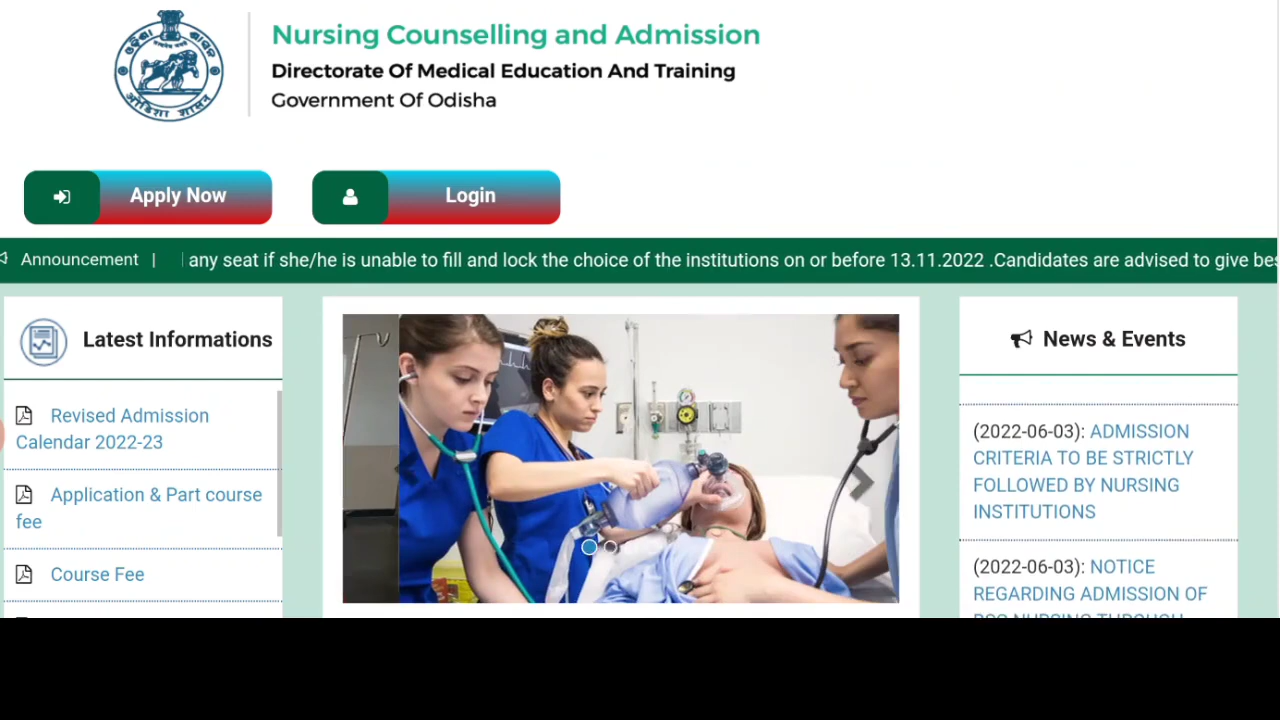 Nursing Counselling and Admission
Directorate Of Medical Education And Training
Government Of Odisha
Apply Now
Login
Announcement |
any seat if she/he is unable to fill and lock the choice of the institutions on or before 13.11.2022 .Candidates are advised to give
Latest Informations
Revised Admission
Calendar 2022-23
Application & Part course
fee
Course Fee
News & Events
(2022-06-03): ADMISSION
CRITERIA TO BE STRICTLY
FOLLOWED BY NURSING
INSTITUTIONS
(2022-06-03): NOTICE
REGARDING ADMISSION OF